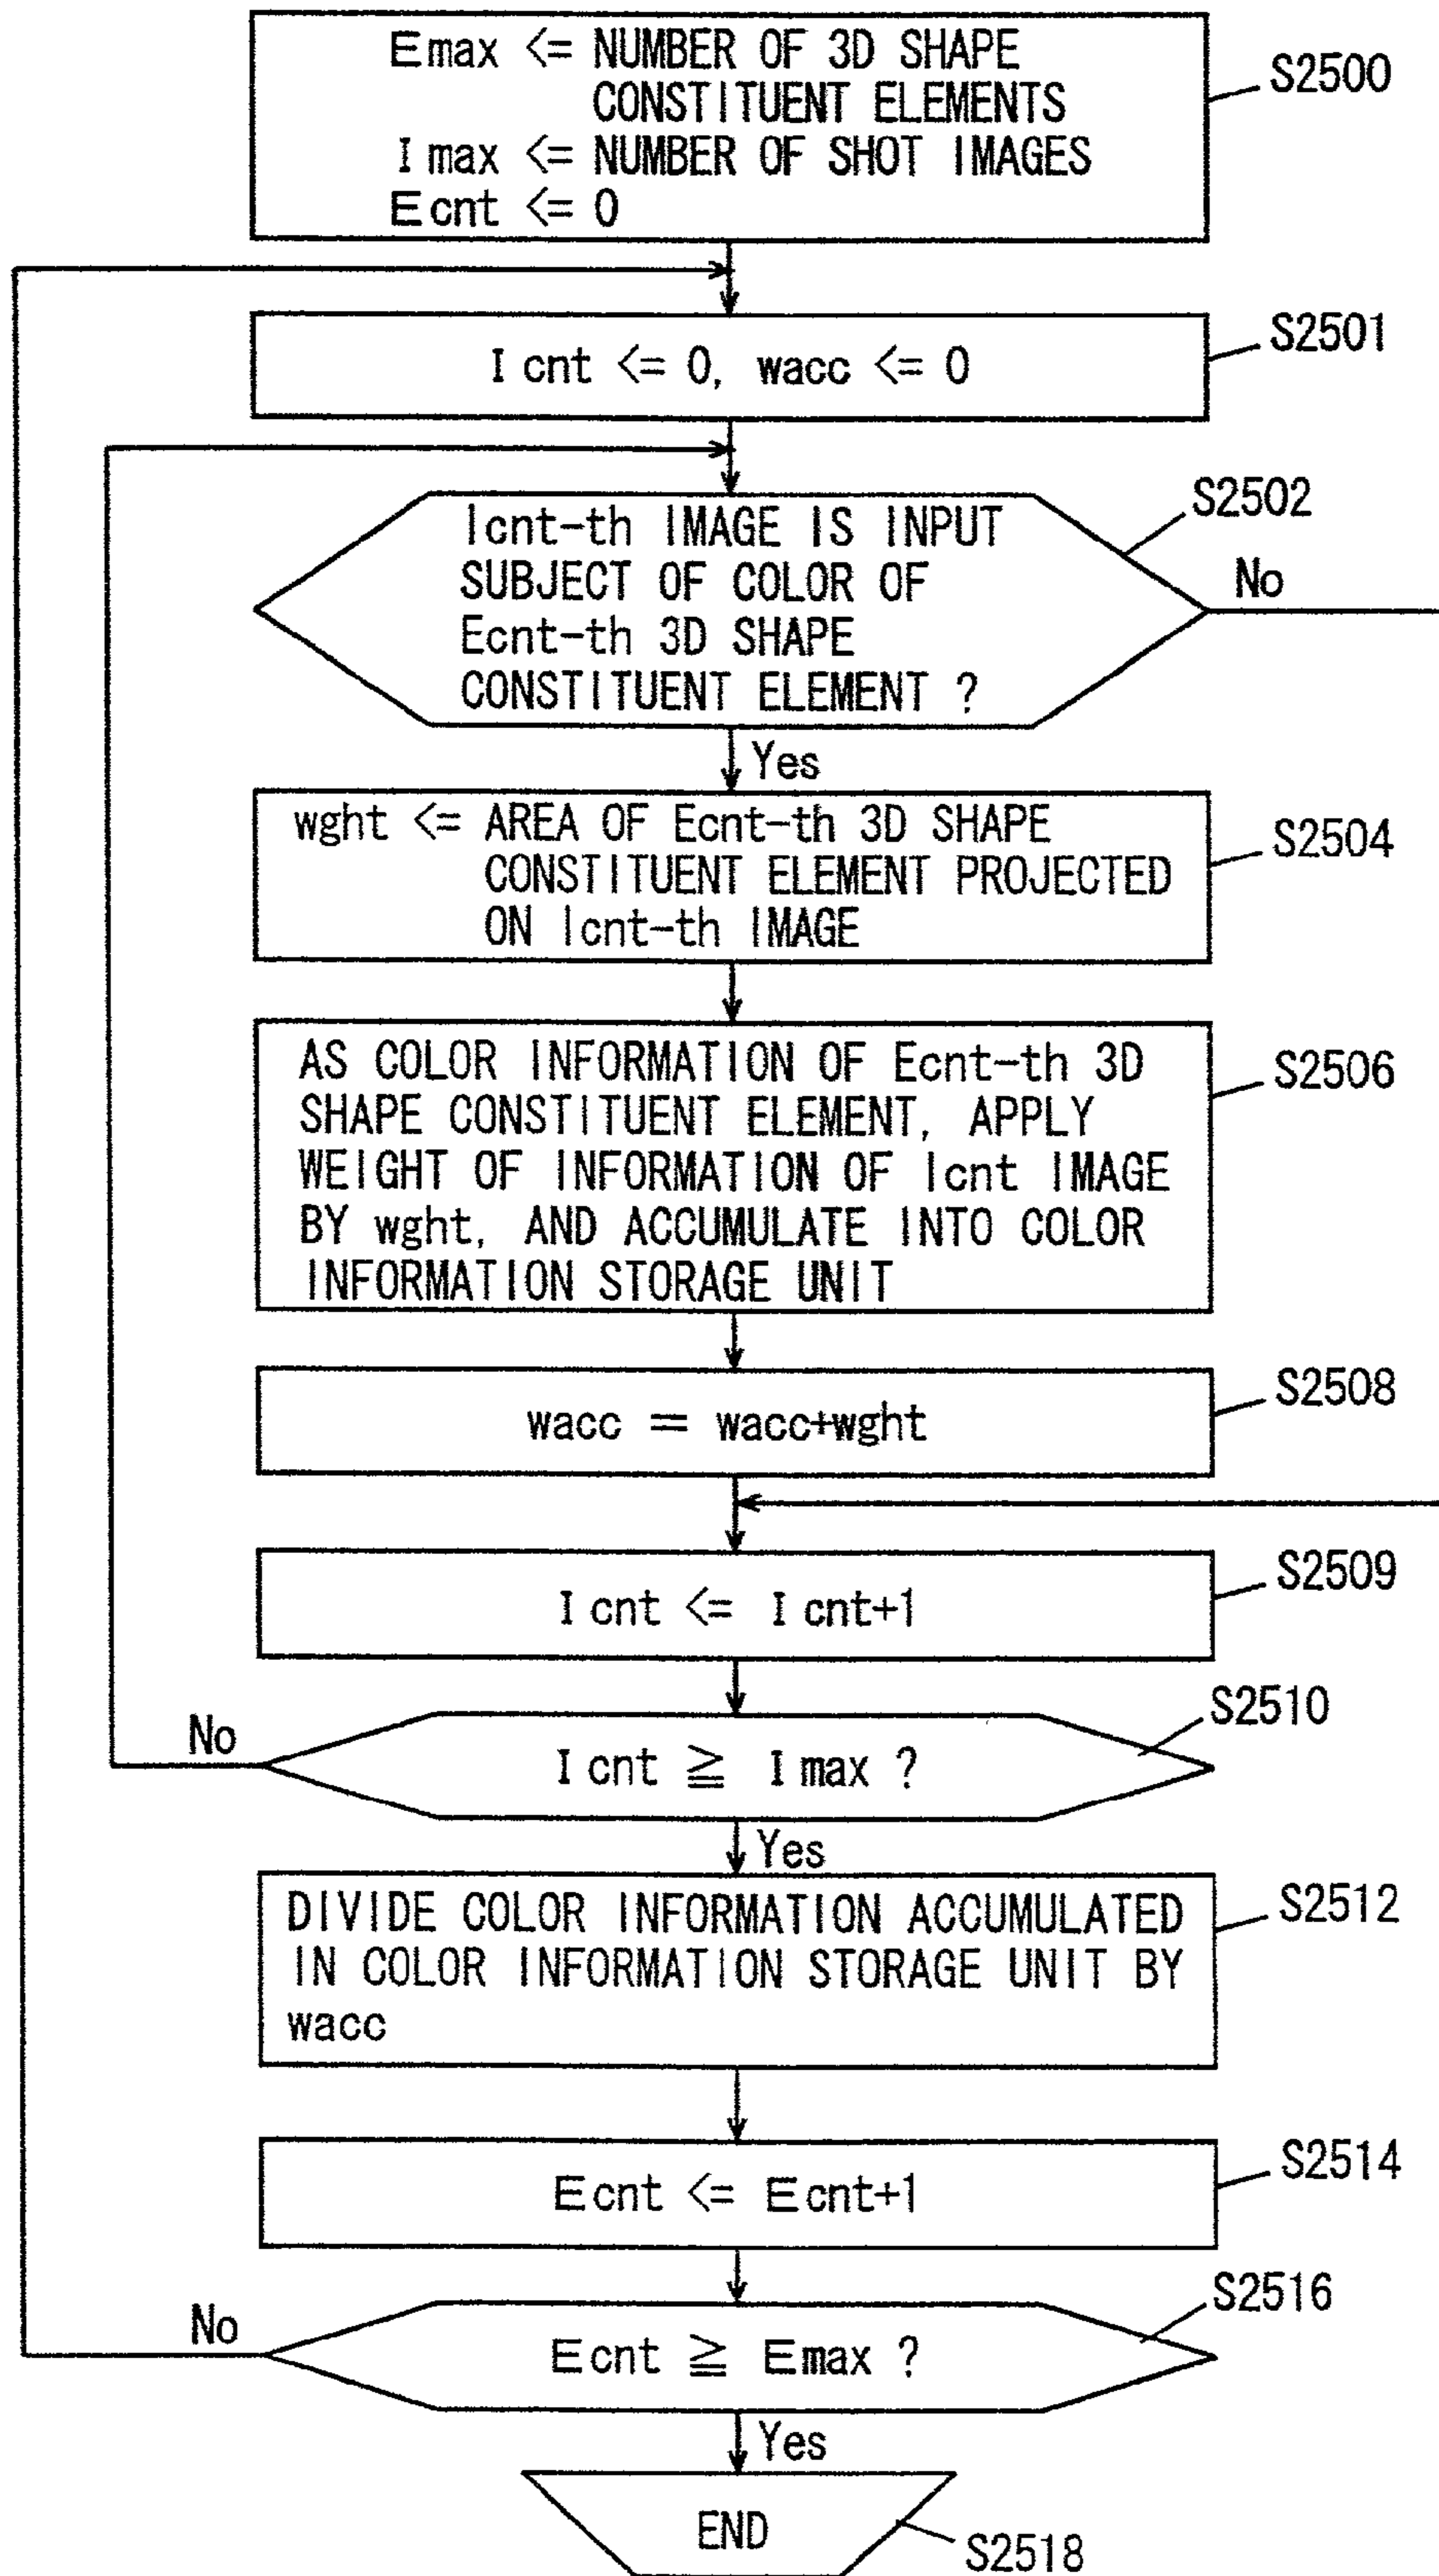 Emax <= NUMBER OF 3D SHAPE
CONSTITUENT ELEMENTS
Imax <= NUMBER OF SHOT IMAGES
Ecnt <= 0
S2500
Icnt <= 0, wacc <= 0
S2501
Icnt-th IMAGE IS INPUT
SUBJECT OF COLOR OF
Ecnt-th 3D SHAPE
CONSTITUENT ELEMENT ?
S2502
No
Yes
wght <= AREA OF Ecnt-th 3D SHAPE
CONSTITUENT ELEMENT PROJECTED
ON Icnt-th IMAGE
S2504
AS COLOR INFORMATION OF Ecnt-th 3D
SHAPE CONSTITUENT ELEMENT, APPLY
WEIGHT OF INFORMATION OF Icnt IMAGE
BY wght, AND ACCUMULATE INTO COLOR
INFORMATION STORAGE UNIT
S2506
wacc = wacc+wght
S2508
Icnt <= Icnt+1
S2509
Icnt ≧ Imax ?
S2510
No
Yes
DIVIDE COLOR INFORMATION ACCUMULATED
IN COLOR INFORMATION STORAGE UNIT BY
wacc
S2512
Ecnt <= Ecnt+1
S2514
Ecnt ≧ Emax ?
S2516
No
Yes
END
S2518